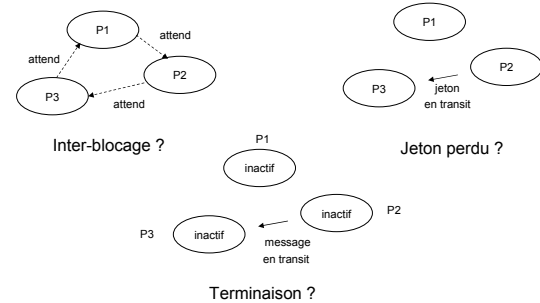 P1
attend
attend
P2
P3
attend
Inter-blocage ?
P1
P2
P3
jeton
en transit
Jeton perdu ?
P1
inactif
inactif
P2
P3
inactif
message
en transit
Terminaison ?